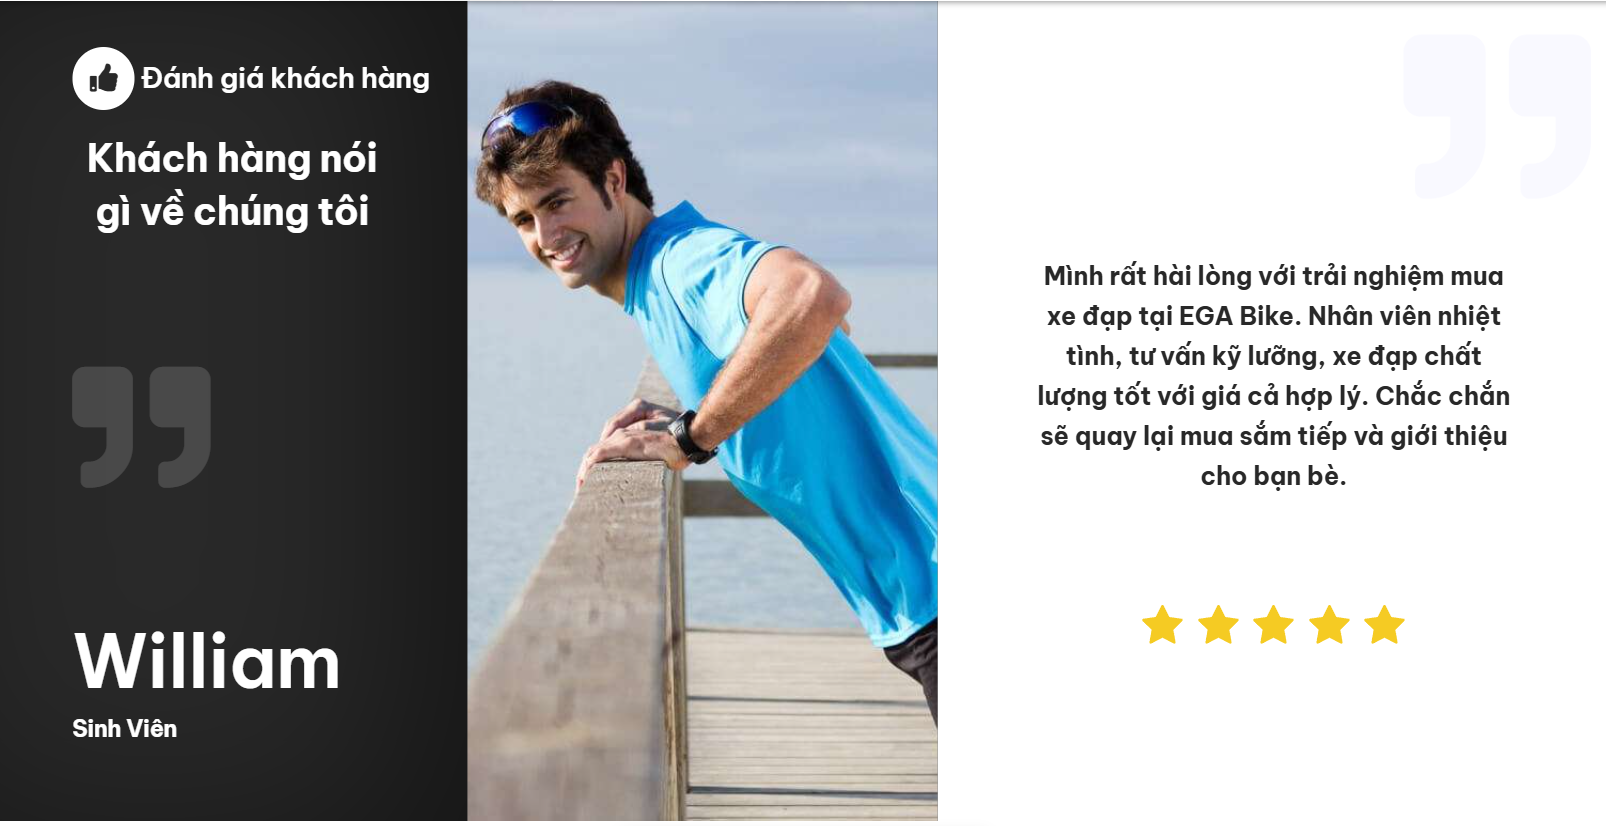 Đánh giá khách hàng
Khách hàng nói
gì về chúng tôi
William
Sinh Viên
Mình rất hài lòng với trải nghiệm mua
xe đạp tại EGA Bike. Nhân viên nhiệt
tình, tư vấn kỹ lưỡng, xe đạp chất
lượng tốt với giá cả hợp lý. Chắc chắn
sẽ quay lại mua sắm tiếp và giới thiệu
cho bạn bè.